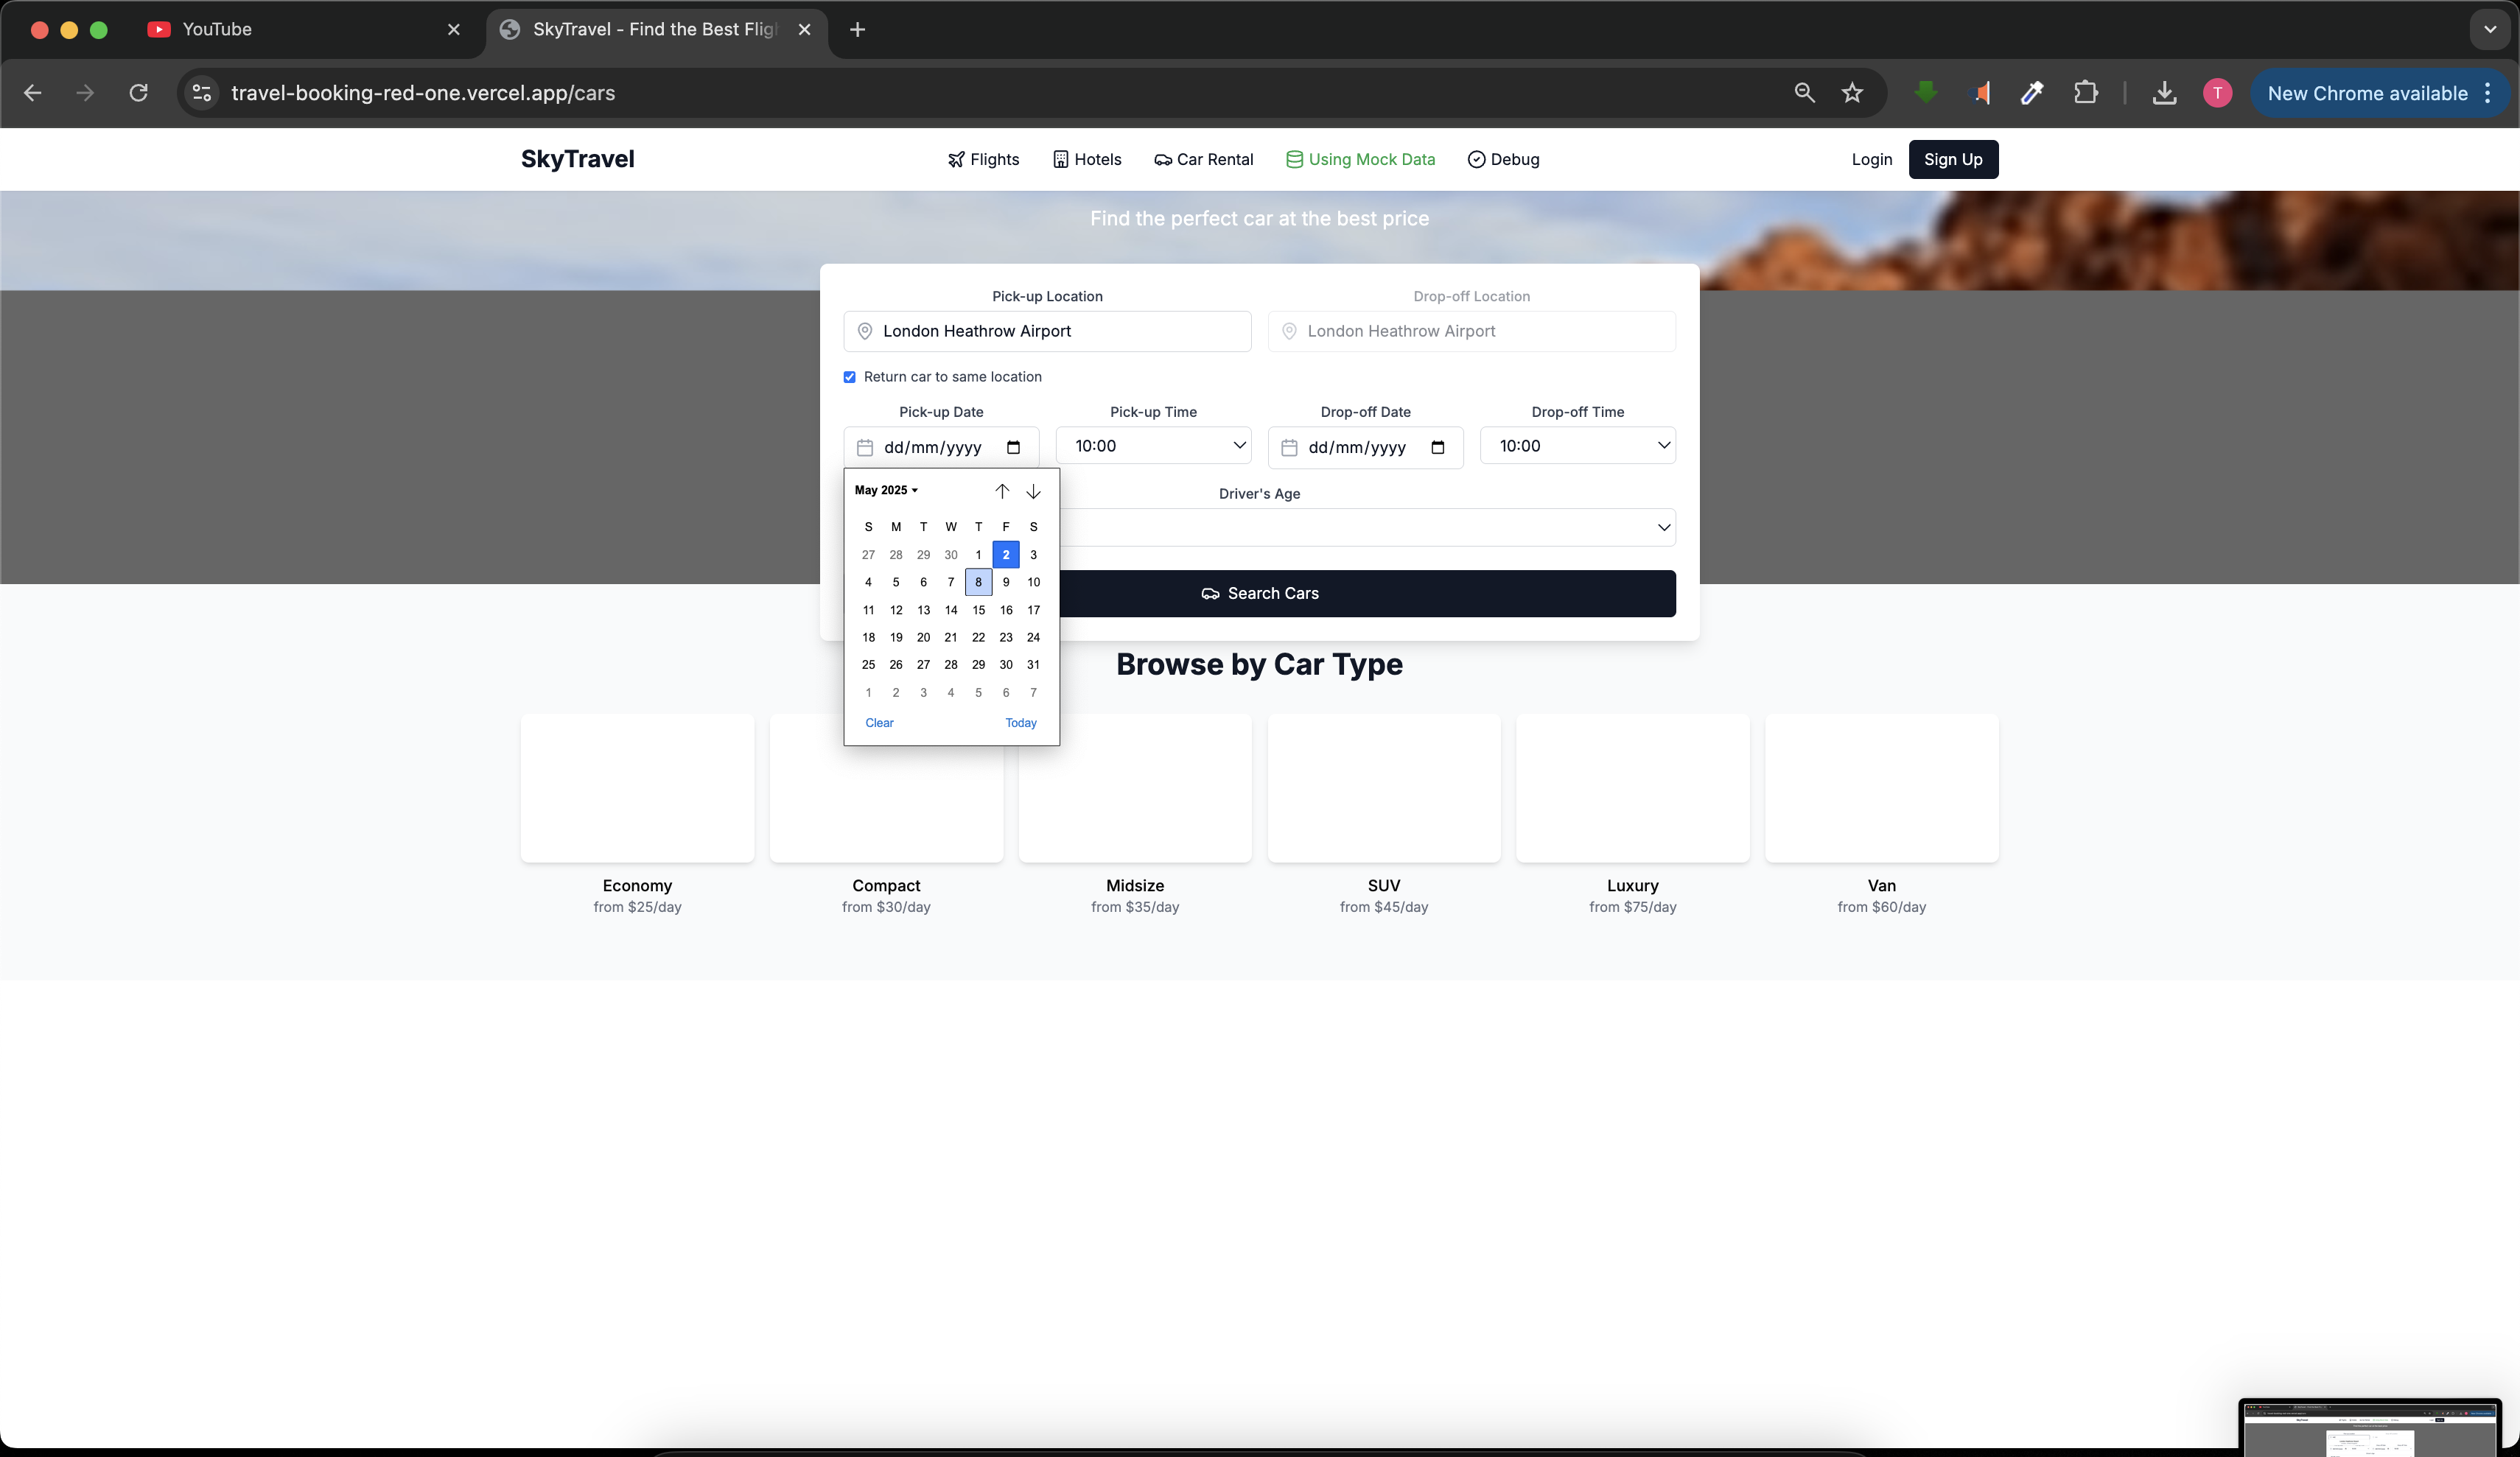 YouTube
SkyTravel - Find the Best Flig
travel-booking-red-one.vercel.app/cars
T
New Chrome available
SkyTravel
Flights
Hotels
Car Rental
Using Mock Data
Debug
Login
Sign Up
Find the perfect car at the best price
Pick-up Location
Drop-off Location
London Heathrow Airport
London Heathrow Airport
Return car to same location
Pick-up Date
Pick-up Time
Drop-off Date
Drop-off Time
dd/mm/yyyy
10:00
dd/mm/yyyy
10:00
Driver's Age
May 2025
S M T W T F S
27 28 29 30 1 2 3
4 5 6 7 8 9 10
11 12 13 14 15 16 17
18 19 20 21 22 23 24
25 26 27 28 29 30 31
1 2 3 4 5 6 7
Clear
Today
Search Cars
Browse by Car Type
Economy
from $25/day
Compact
from $30/day
Midsize
from $35/day
SUV
from $45/day
Luxury
from $75/day
Van
from $60/day